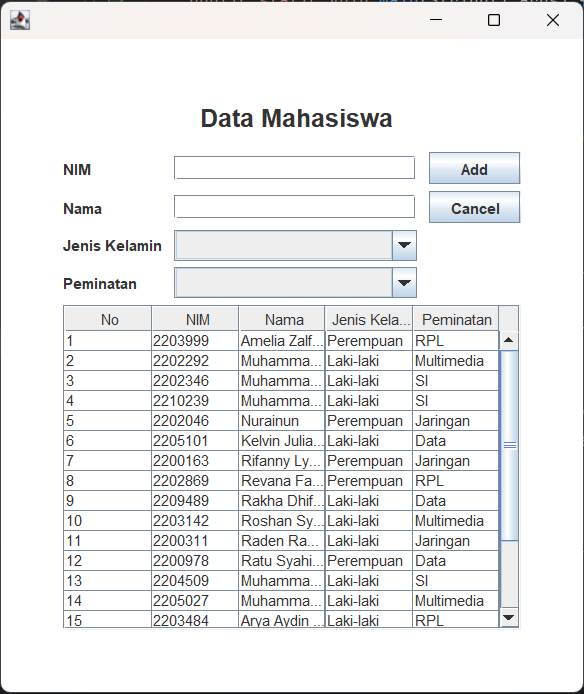 Data Mahasiswa
NIM Add
Nama Cancel
Jenis Kelamin
Peminatan
No NIM Nama Jenis Kela... Peminatan
1 2203999 Amelia Zalf... Perempuan RPL
2 2202292 Muhamma... Laki-laki Multimedia
3 2202346 Muhamma... Laki-laki SI
4 2210239 Muhamma... Laki-laki SI
5 2202046 Nurainun Perempuan Jaringan
6 2205101 Kelvin Julia... Laki-laki Data
7 2200163 Rifanny Ly... Perempuan Jaringan
8 2202869 Revana Fa... Perempuan RPL
9 2209489 Rakha Dhif... Laki-laki Data
10 2203142 Roshan Sy... Laki-laki Multimedia
11 2200311 Raden Ra... Laki-laki Jaringan
12 2200978 Ratu Syahi... Perempuan Data
13 2204509 Muhamma... Laki-laki SI
14 2205027 Muhamma... Laki-laki Multimedia
15 2203484 Arya Aydin ... Laki-laki RPL